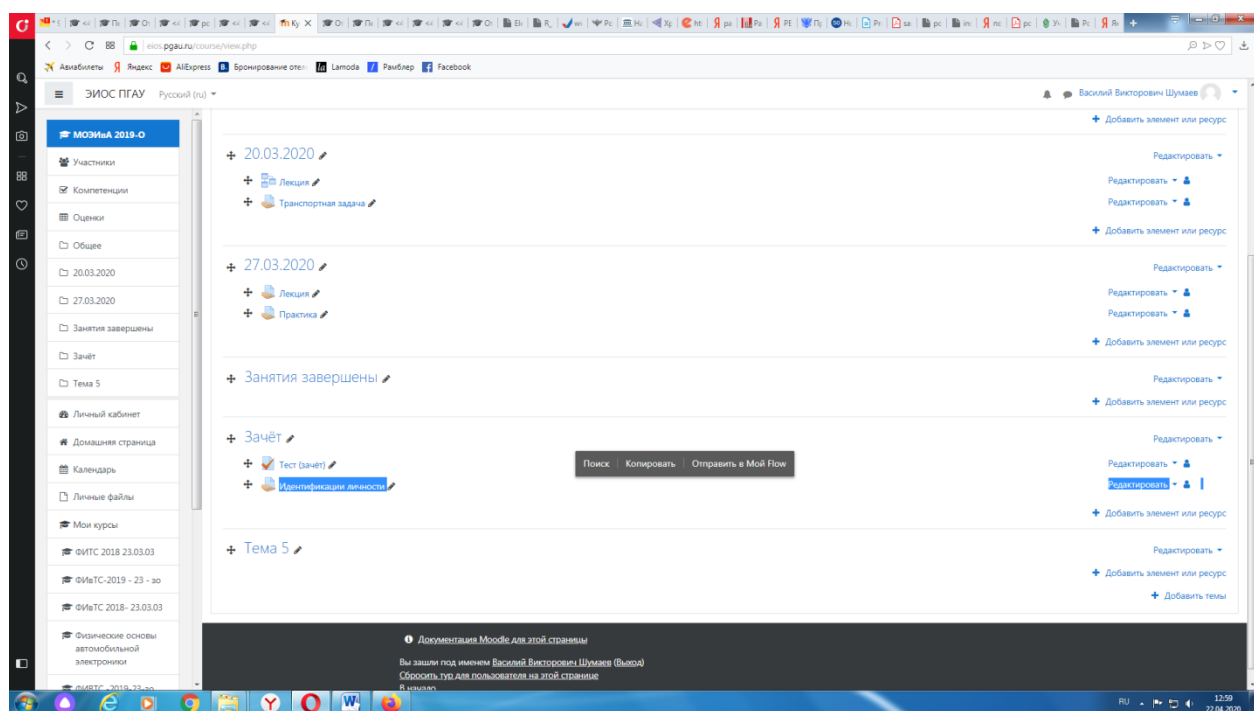 eios.pgau.ru/course/view.php
Авиабилеты Яндекс AliExpress Бронирование отел Lamoda Рамблер Facebook
ЭИОС ПГАУ Русский (ru)
Василий Викторович Шумаев
МОЭИвА 2019-О
Участники
Компетенции
Оценки
Общее
20.03.2020
27.03.2020
Занятия завершены
Зачёт
Тема 5
Личный кабинет
Домашняя страница
Календарь
Личные файлы
Мои курсы
ФИТС 2018 23.03.03
ФИвТС-2019 - 23 - зо
ФИвТС 2018- 23.03.03
Физические основы
автомобильной
электроники
Добавить элемент или ресурс
20.03.2020 Редактировать
Лекция Редактировать
Транспортная задача Редактировать
Добавить элемент или ресурс
27.03.2020 Редактировать
Лекция Редактировать
Практика Редактировать
Добавить элемент или ресурс
Занятия завершены Редактировать
Добавить элемент или ресурс
Зачёт Редактировать
Тест (зачёт) Редактировать
Поиск Копировать Отправить в Мой Flow
Идентификации личности Редактировать
Добавить элемент или ресурс
Тема 5 Редактировать
Добавить элемент или ресурс
Добавить темы
Документация Moodle для этой страницы
Вы зашли под именем Василий Викторович Шумаев (Выход)
Сбросить тур для пользователя на этой странице
В начало
RU 12:59
22.04.2020